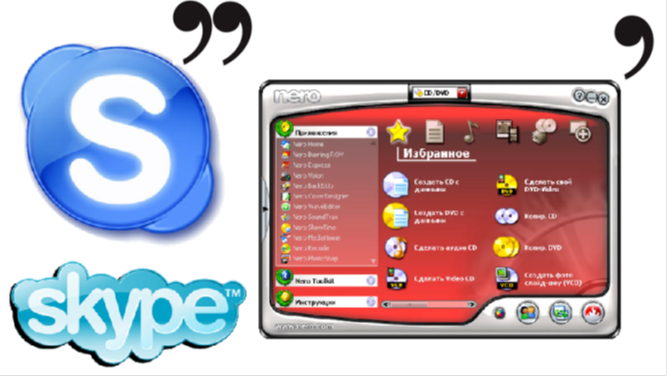 ”
’
S
skype™
nero
CD/DVD
Приложения
Nero Home
Nero Burning ROM
Nero Express
Nero Vision
Nero BackItUp
Nero CoverDesigner
Nero WaveEditor
Nero SoundTrax
Nero ShowTime
Nero MediaHome
Nero Recode
Nero PhotoSnap
Nero Toolkit
Инструкции
Избранное
Создать CD с
данными
Сделать свой
DVD-Video
Создать DVD с
данными
Копир. CD
Сделать аудио CD
Копир. DVD
Сделать Video CD
Создать фото
слайд-шоу (VCD)